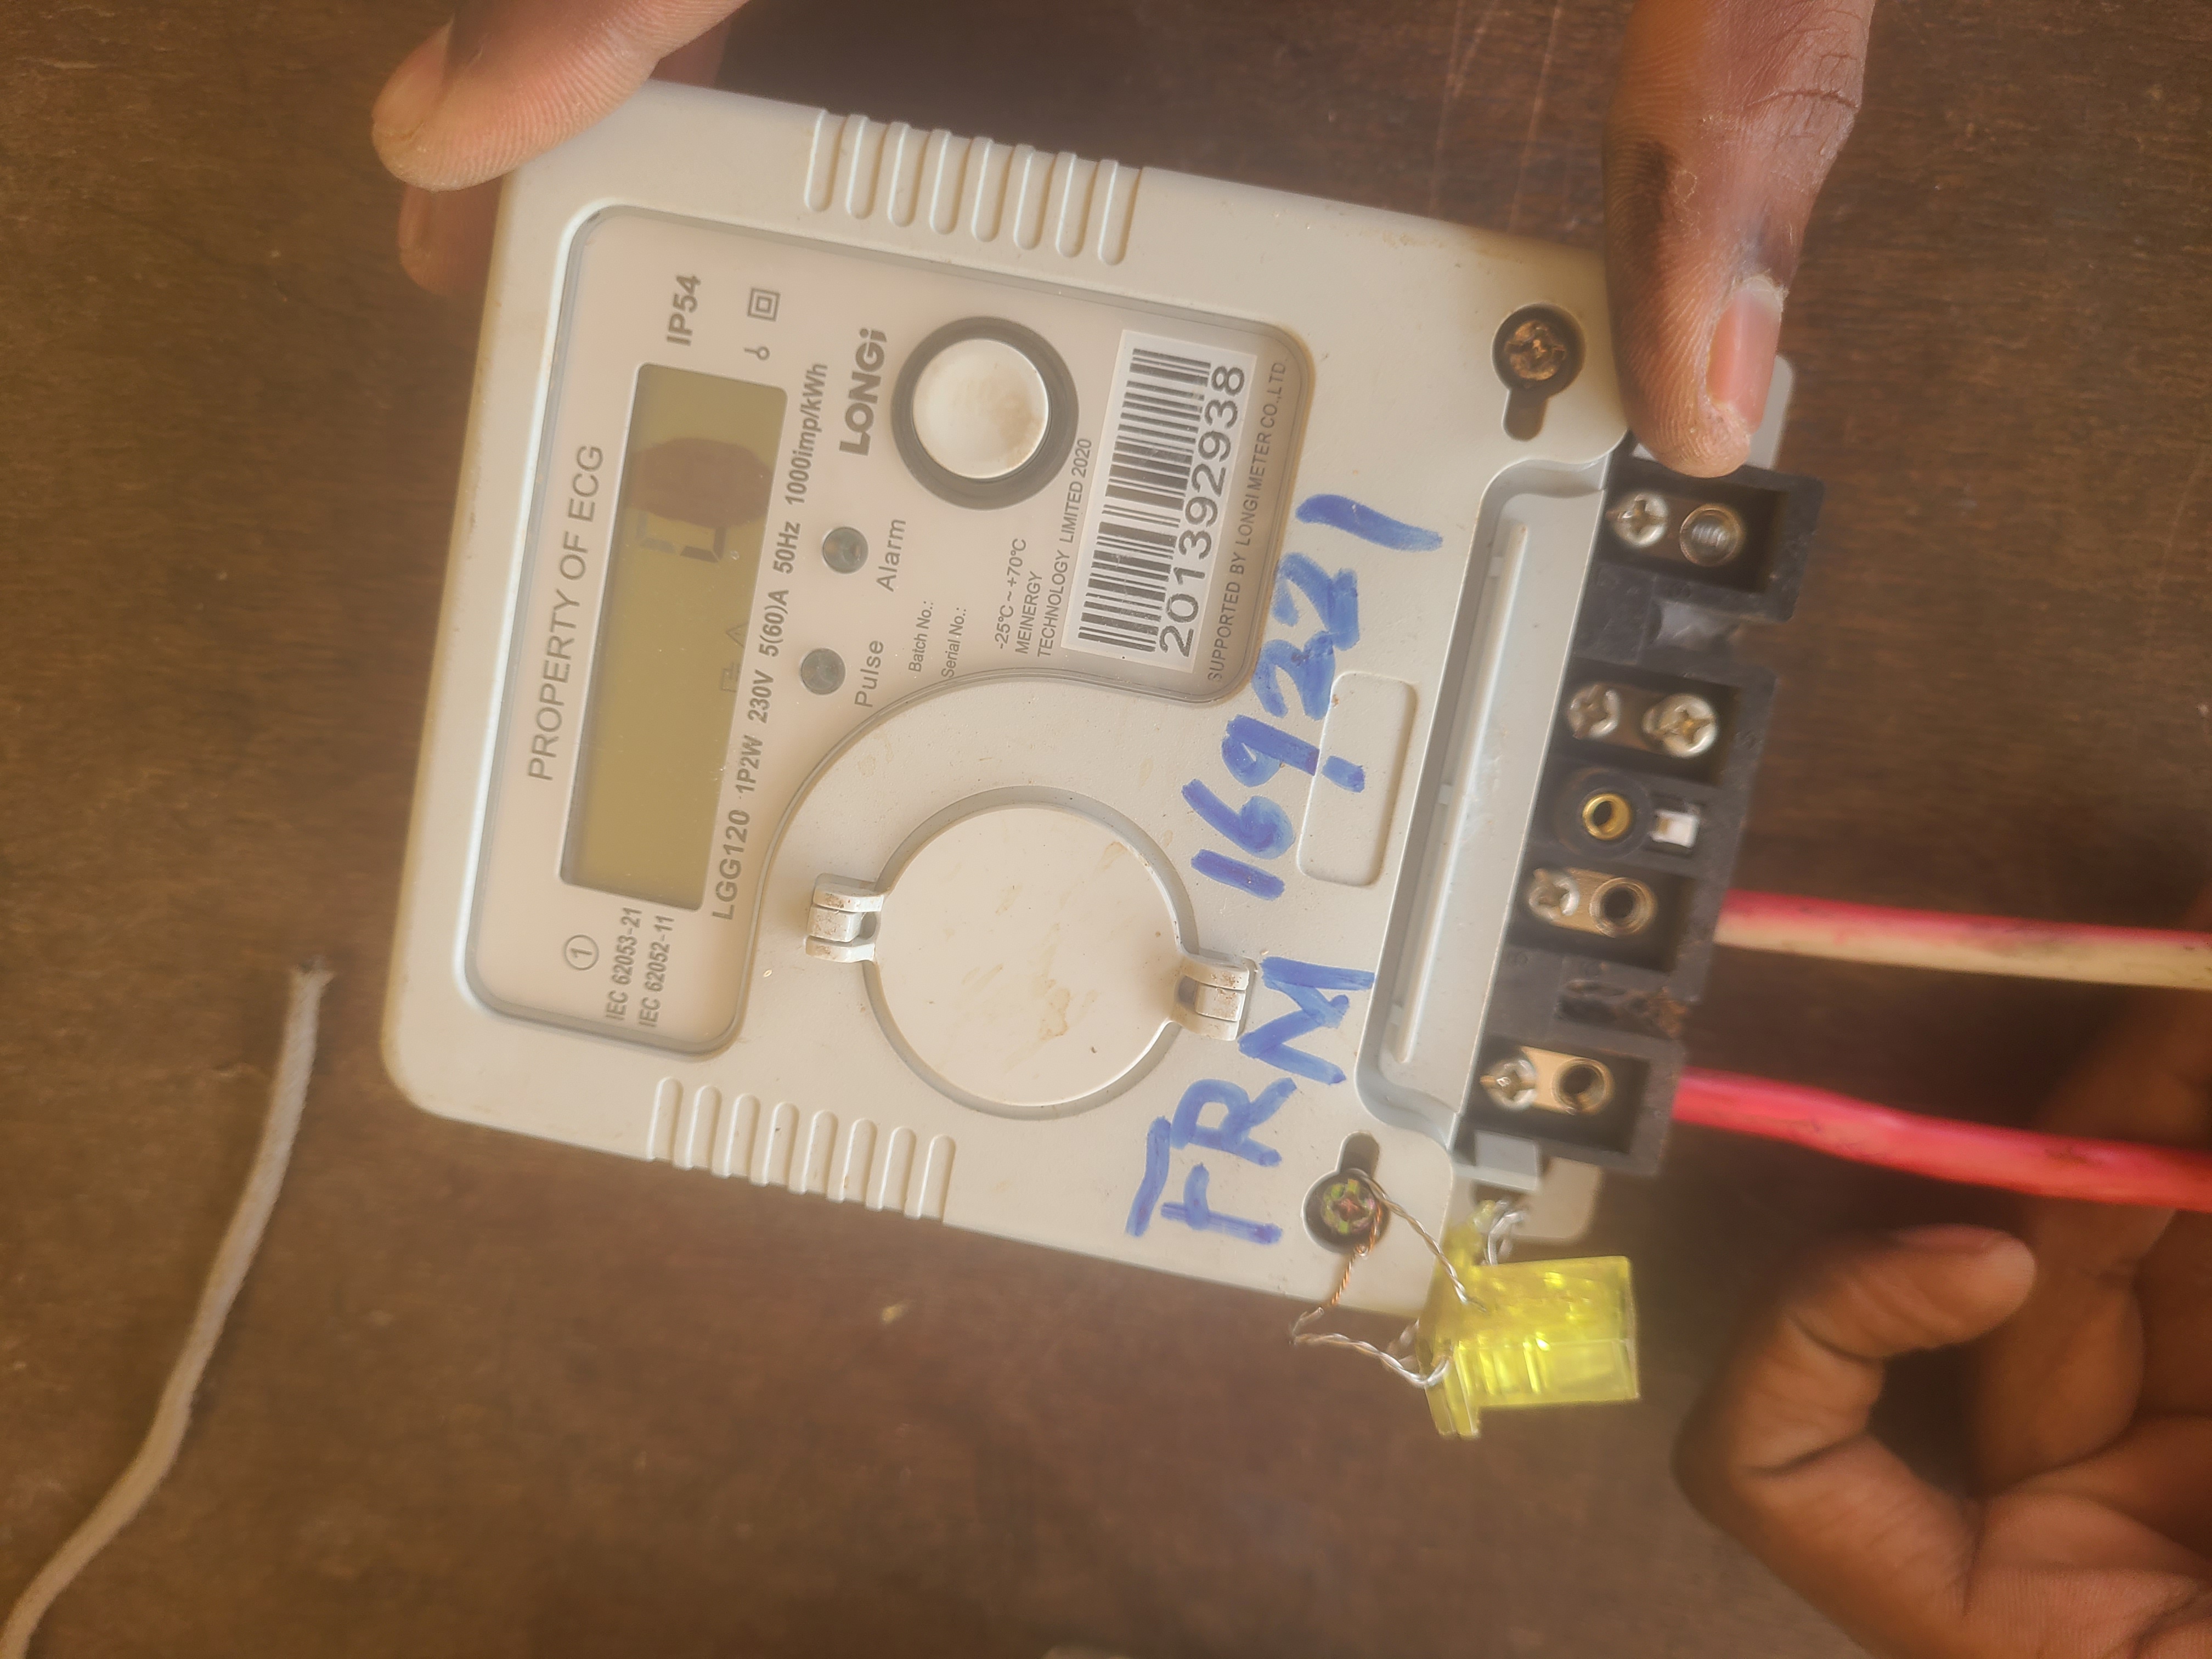 PROPERTY OF ECG
1
IEC 62053-21
IEC 62052-11
IP54
LGG120 1P2W 230V 5(60)A 50Hz 1000imp/kWh
Pulse
Alarm
LONGi
Batch No.:
Serial No.:
-25℃~+70℃
MEINERGY
TECHNOLOGY LIMITED 2020
201392938
SUPPORTED BY LONGI METER CO.,LTD.
FRM 169221